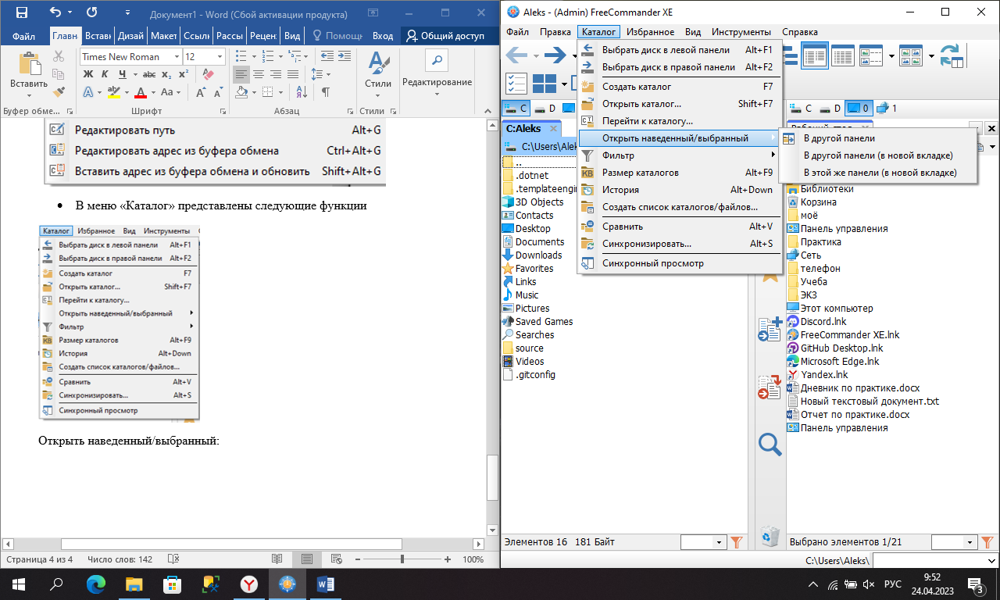 Документ1 - Word (Сбой активации продукта)
Файл Главн Встави Дизай Макет Ссыль Рассы Рецен Вид Помощь Вход Общий доступ
Вставить
Times New Roman 12
Ж К Ч abc x₂ x²
Aa
Стили Редактирование
Буфер обме... Шрифт Абзац Стили
Редактировать путь Alt+G
Редактировать адрес из буфера обмена Ctrl+Alt+G
Вставить адрес из буфера обмена и обновить Shift+Alt+G
• В меню «Каталог» представлены следующие функции
Каталог Избранное Вид Инструменты
Выбрать диск в левой панели Alt+F1
Выбрать диск в правой панели Alt+F2
Создать каталог F7
Открыть каталог... Shift+F7
Перейти к каталогу...
Открыть наведенный/выбранный
Фильтр
Размер каталогов Alt+F9
История Alt+Down
Создать список каталогов/файлов...
Сравнить Alt+V
Синхронизировать... Alt+S
Синхронный просмотр
Открыть наведенный/выбранный:
Страница 4 из 4 Число слов: 142 100%
Aleks - (Admin) FreeCommander XE
Файл Правка Каталог Избранное Вид Инструменты Справка
Выбрать диск в левой панели Alt+F1
Выбрать диск в правой панели Alt+F2
Создать каталог F7
Открыть каталог... Shift+F7
Перейти к каталогу...
Открыть наведенный/выбранный
Фильтр
Размер каталогов Alt+F9
История Alt+Down
Создать список каталогов/файлов...
Сравнить Alt+V
Синхронизировать... Alt+S
Синхронный просмотр
В другой панели
В другой панели (в новой вкладке)
В этой же панели (в новой вкладке)
C D
C:Aleks
C:\Users\Alek
..
.dotnet
.templateengin
3D Objects
Contacts
Desktop
Documents
Downloads
Favorites
Links
Music
Pictures
Saved Games
Searches
source
Videos
.gitconfig
Элементов 16 181 Байт
C D 0 1
Библиотеки
Корзина
моё
Панель управления
Практика
Сеть
телефон
Учеба
ЭКЗ
Этот компьютер
Discord.lnk
FreeCommander XE.lnk
GitHub Desktop.lnk
Microsoft Edge.lnk
Yandex.lnk
Дневник по практике.docx
Новый текстовый документ.txt
Отчет по практике.docx
Панель управления
Выбрано элементов 1/21
C:\Users\Aleks\
РУС
9:52
24.04.2023
3